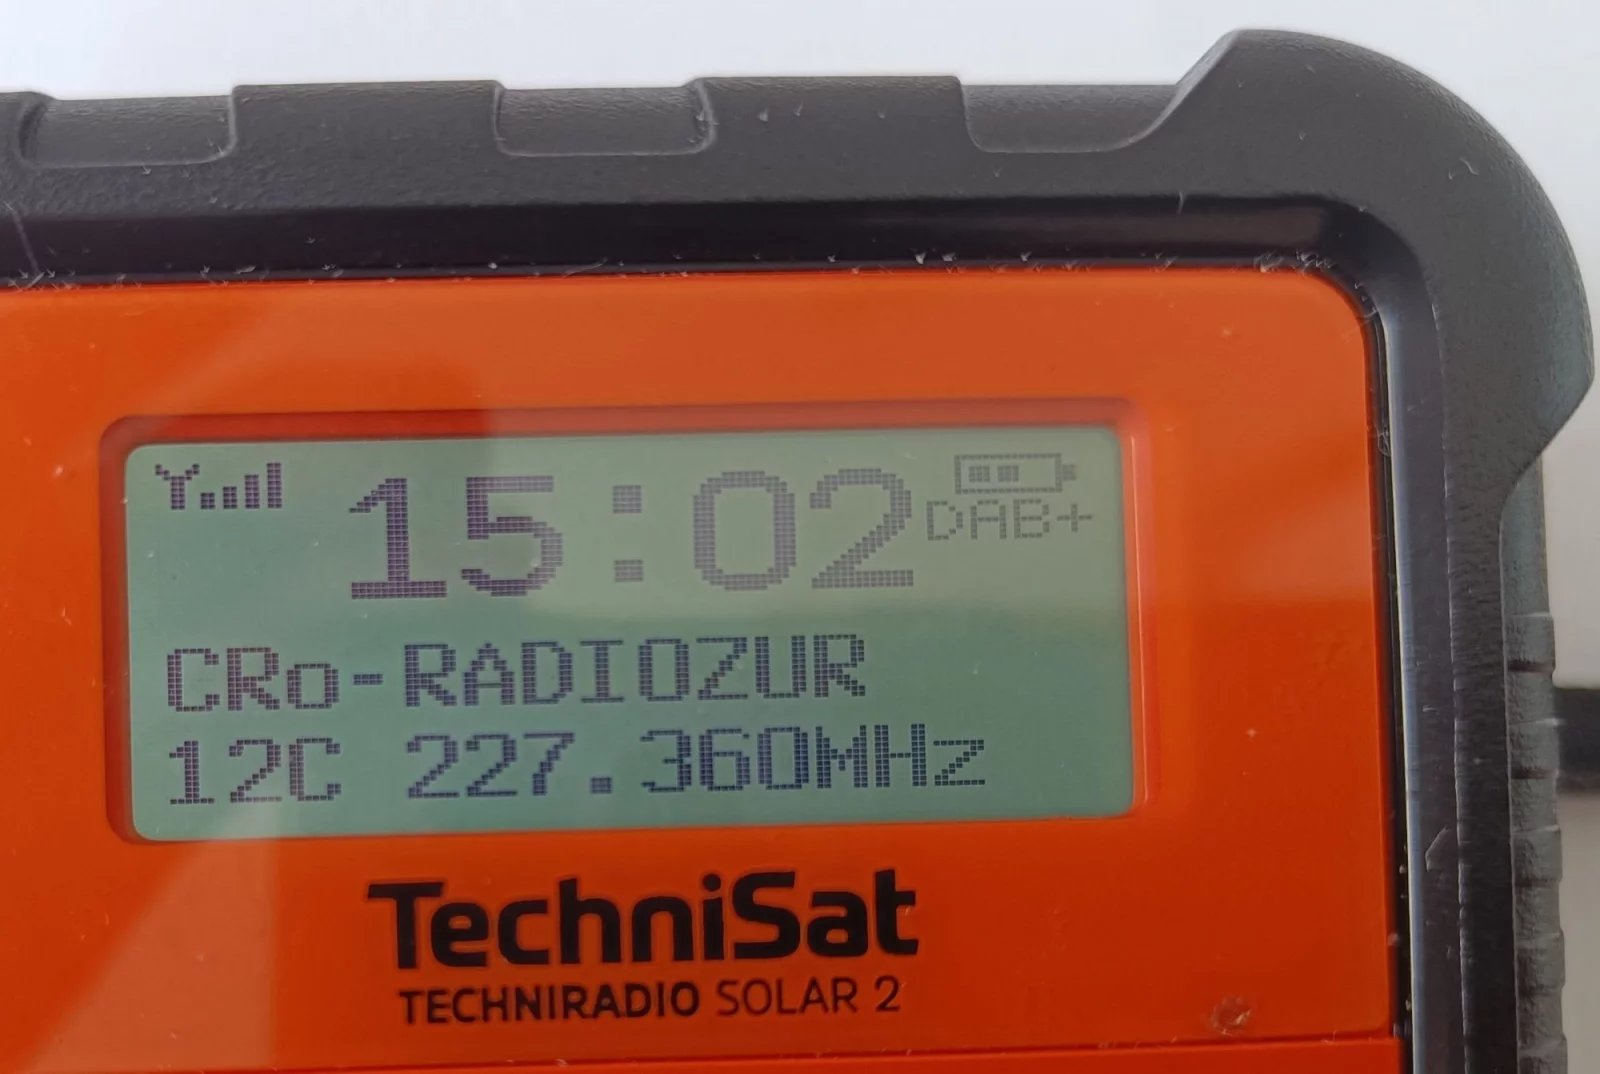 15:02
DAB+
CRo-RADIOZUR
12C 227.360MHz
TechniSat
TECHNIRADIO SOLAR 2